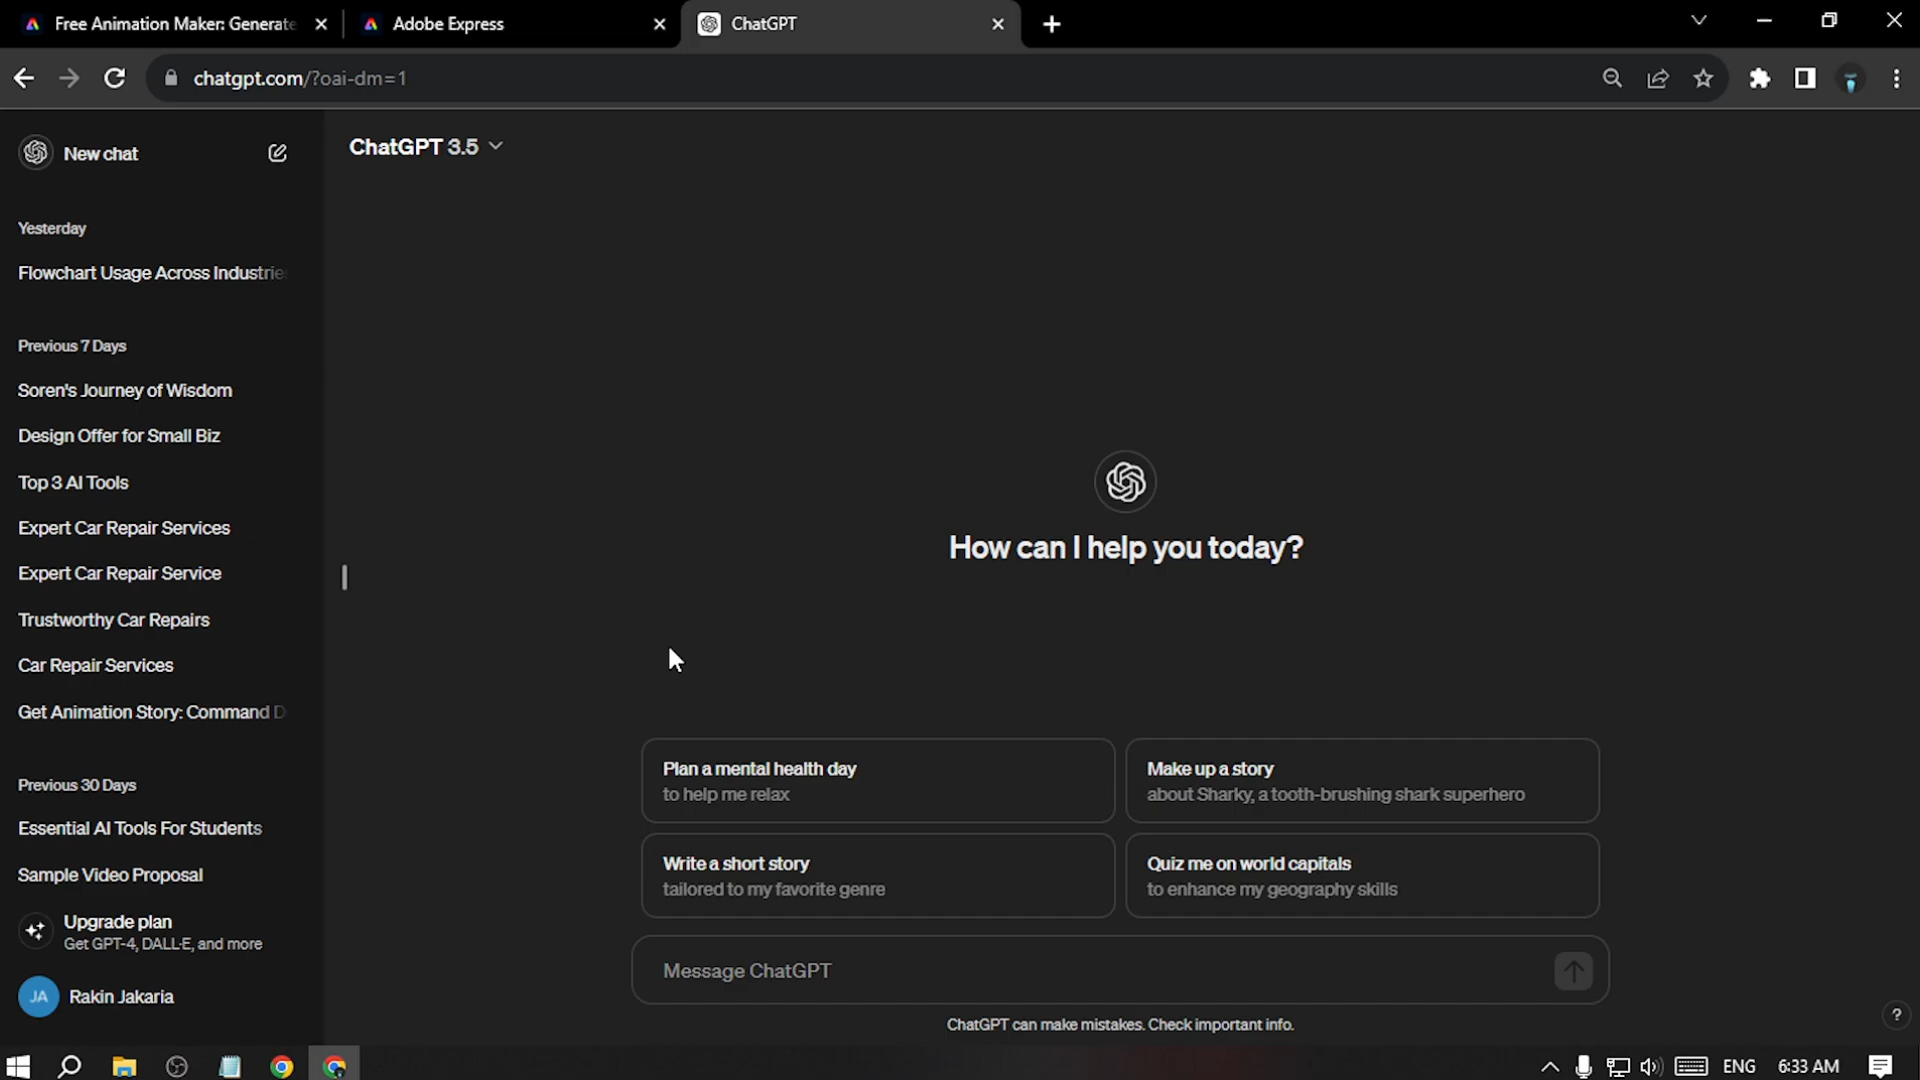 Free Animation Maker: Generate
Adobe Express
ChatGPT
chatgpt.com/?oai-dm=1
New chat
ChatGPT 3.5
Yesterday
Flowchart Usage Across Industries
Previous 7 Days
Soren's Journey of Wisdom
Design Offer for Small Biz
Top 3 AI Tools
Expert Car Repair Services
Expert Car Repair Service
Trustworthy Car Repairs
Car Repair Services
Get Animation Story: Command D
Previous 30 Days
Essential AI Tools For Students
Sample Video Proposal
Upgrade plan
Get GPT-4, DALL·E, and more
JA
Rakin Jakaria
How can I help you today?
Plan a mental health day
to help me relax
Make up a story
about Sharky, a tooth-brushing shark superhero
Write a short story
tailored to my favorite genre
Quiz me on world capitals
to enhance my geography skills
Message ChatGPT
ChatGPT can make mistakes. Check important info.
?
ENG
6:33 AM